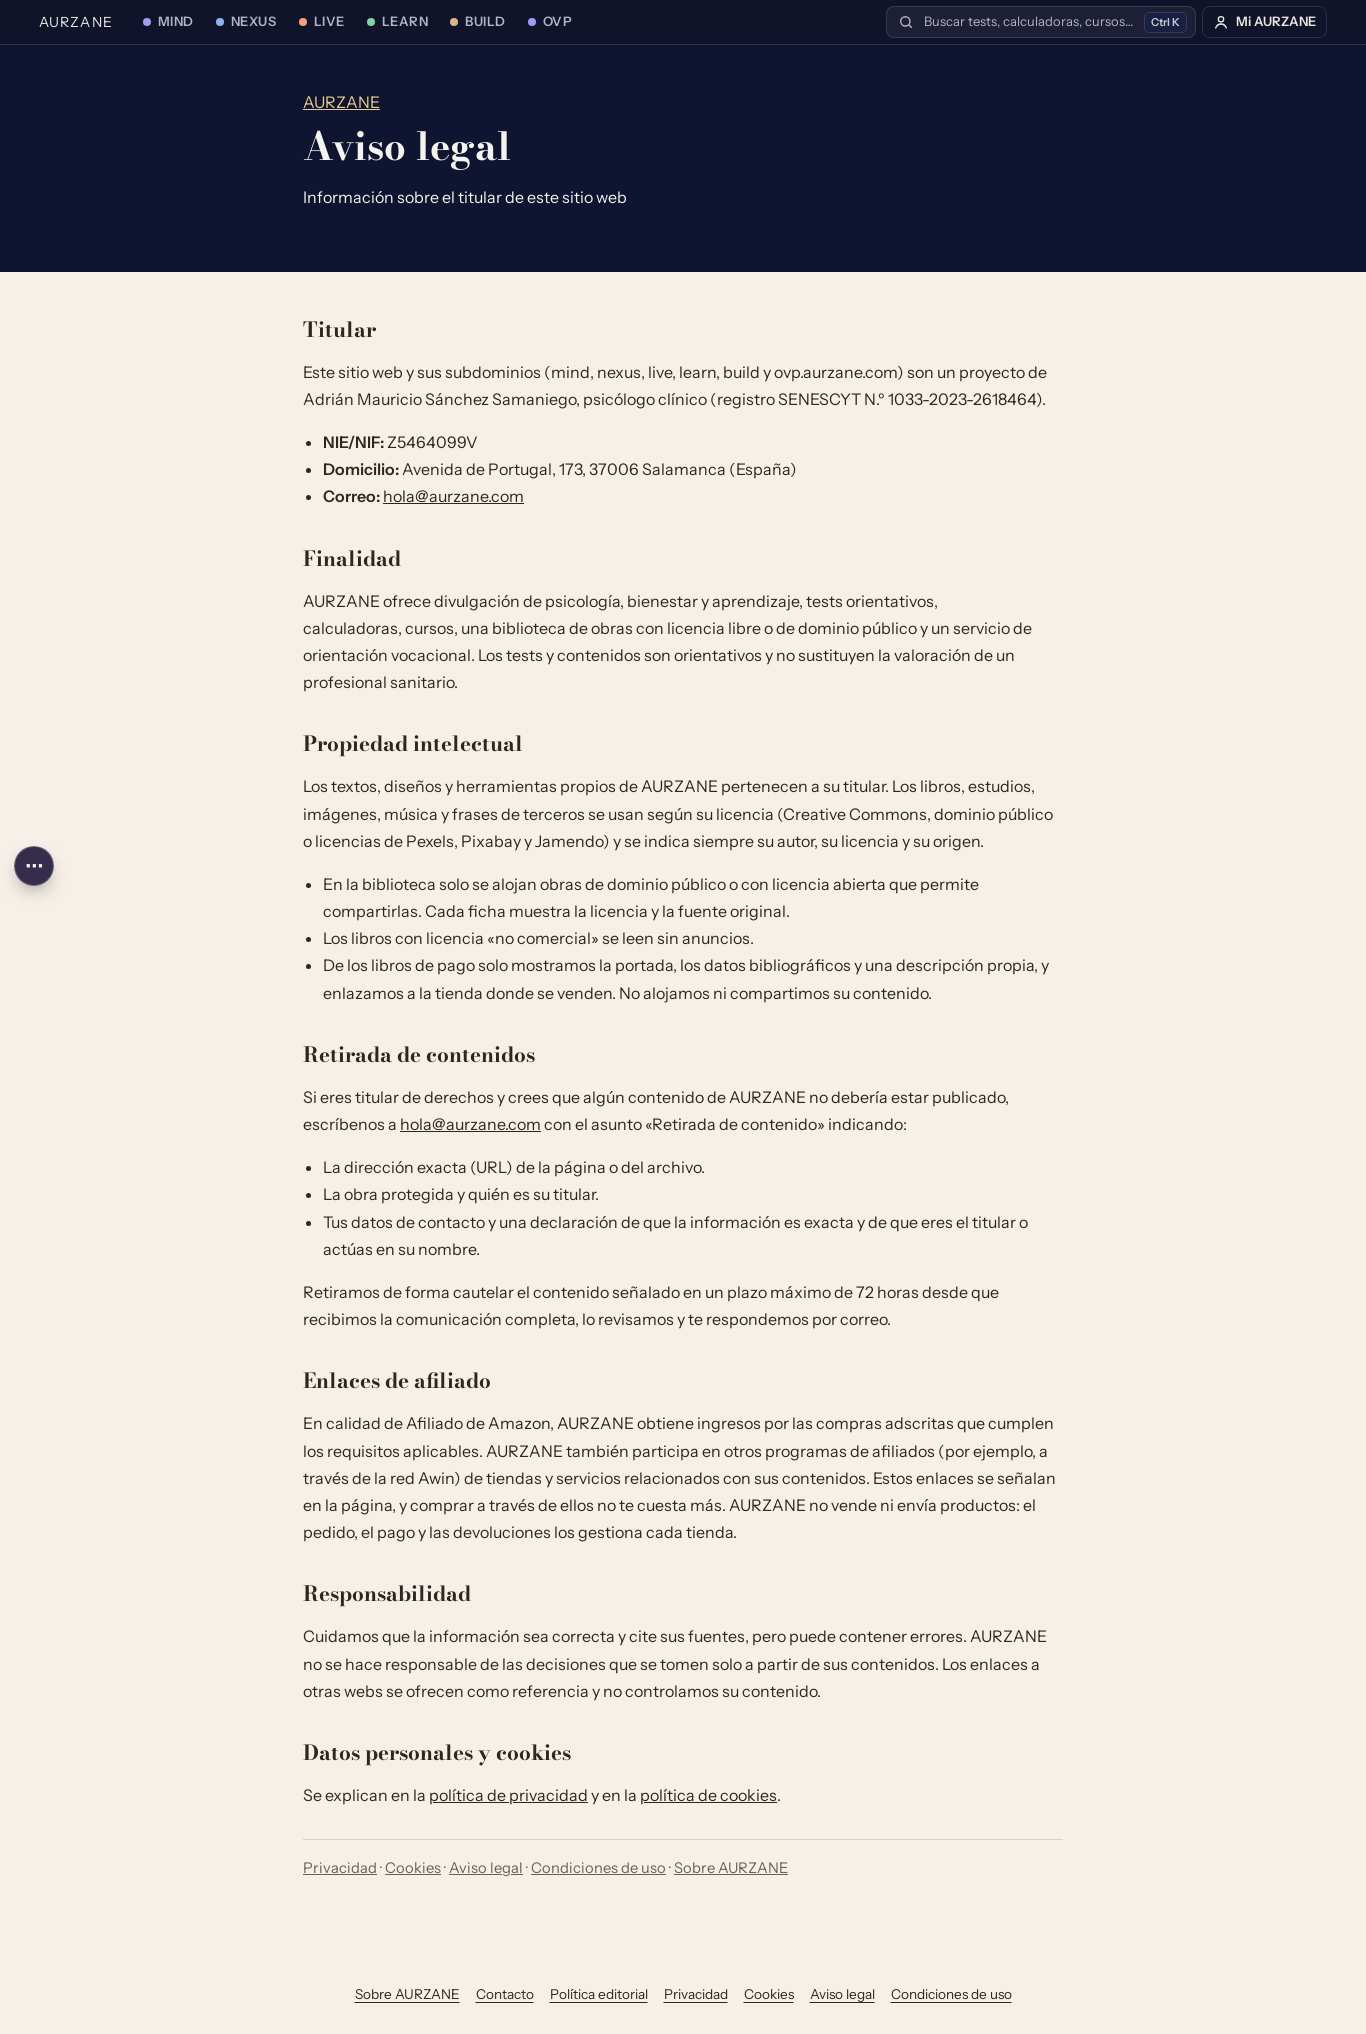 AURZANE MIND NEXUS LIVE LEARN BUILD OVP Buscar tests, calculadoras, cursos... Ctrl K Mi AURZANE
AURZANE
Aviso legal
Información sobre el titular de este sitio web
Titular
Este sitio web y sus subdominios (mind, nexus, live, learn, build y ovp.aurzane.com) son un proyecto de
Adrián Mauricio Sánchez Samaniego, psicólogo clínico (registro SENESCYT N.º 1033-2023-2618464).
• NIE/NIF: Z5464099V
• Domicilio: Avenida de Portugal, 173, 37006 Salamanca (España)
• Correo: hola@aurzane.com
Finalidad
AURZANE ofrece divulgación de psicología, bienestar y aprendizaje, tests orientativos,
calculadoras, cursos, una biblioteca de obras con licencia libre o de dominio público y un servicio de
orientación vocacional. Los tests y contenidos son orientativos y no sustituyen la valoración de un
profesional sanitario.
Propiedad intelectual
Los textos, diseños y herramientas propios de AURZANE pertenecen a su titular. Los libros, estudios,
imágenes, música y frases de terceros se usan según su licencia (Creative Commons, dominio público
o licencias de Pexels, Pixabay y Jamendo) y se indica siempre su autor, su licencia y su origen.
• En la biblioteca solo se alojan obras de dominio público o con licencia abierta que permite
compartirlas. Cada ficha muestra la licencia y la fuente original.
• Los libros con licencia «no comercial» se leen sin anuncios.
• De los libros de pago solo mostramos la portada, los datos bibliográficos y una descripción propia, y
enlazamos a la tienda donde se venden. No alojamos ni compartimos su contenido.
Retirada de contenidos
Si eres titular de derechos y crees que algún contenido de AURZANE no debería estar publicado,
escríbenos a hola@aurzane.com con el asunto «Retirada de contenido» indicando:
• La dirección exacta (URL) de la página o del archivo.
• La obra protegida y quién es su titular.
• Tus datos de contacto y una declaración de que la información es exacta y de que eres el titular o
actúas en su nombre.
Retiramos de forma cautelar el contenido señalado en un plazo máximo de 72 horas desde que
recibimos la comunicación completa, lo revisamos y te respondemos por correo.
Enlaces de afiliado
En calidad de Afiliado de Amazon, AURZANE obtiene ingresos por las compras adscritas que cumplen
los requisitos aplicables. AURZANE también participa en otros programas de afiliados (por ejemplo, a
través de la red Awin) de tiendas y servicios relacionados con sus contenidos. Estos enlaces se señalan
en la página, y comprar a través de ellos no te cuesta más. AURZANE no vende ni envía productos: el
pedido, el pago y las devoluciones los gestiona cada tienda.
Responsabilidad
Cuidamos que la información sea correcta y cite sus fuentes, pero puede contener errores. AURZANE
no se hace responsable de las decisiones que se tomen solo a partir de sus contenidos. Los enlaces a
otras webs se ofrecen como referencia y no controlamos su contenido.
Datos personales y cookies
Se explican en la política de privacidad y en la política de cookies.
Privacidad · Cookies · Aviso legal · Condiciones de uso · Sobre AURZANE
Sobre AURZANE Contacto Política editorial Privacidad Cookies Aviso legal Condiciones de uso